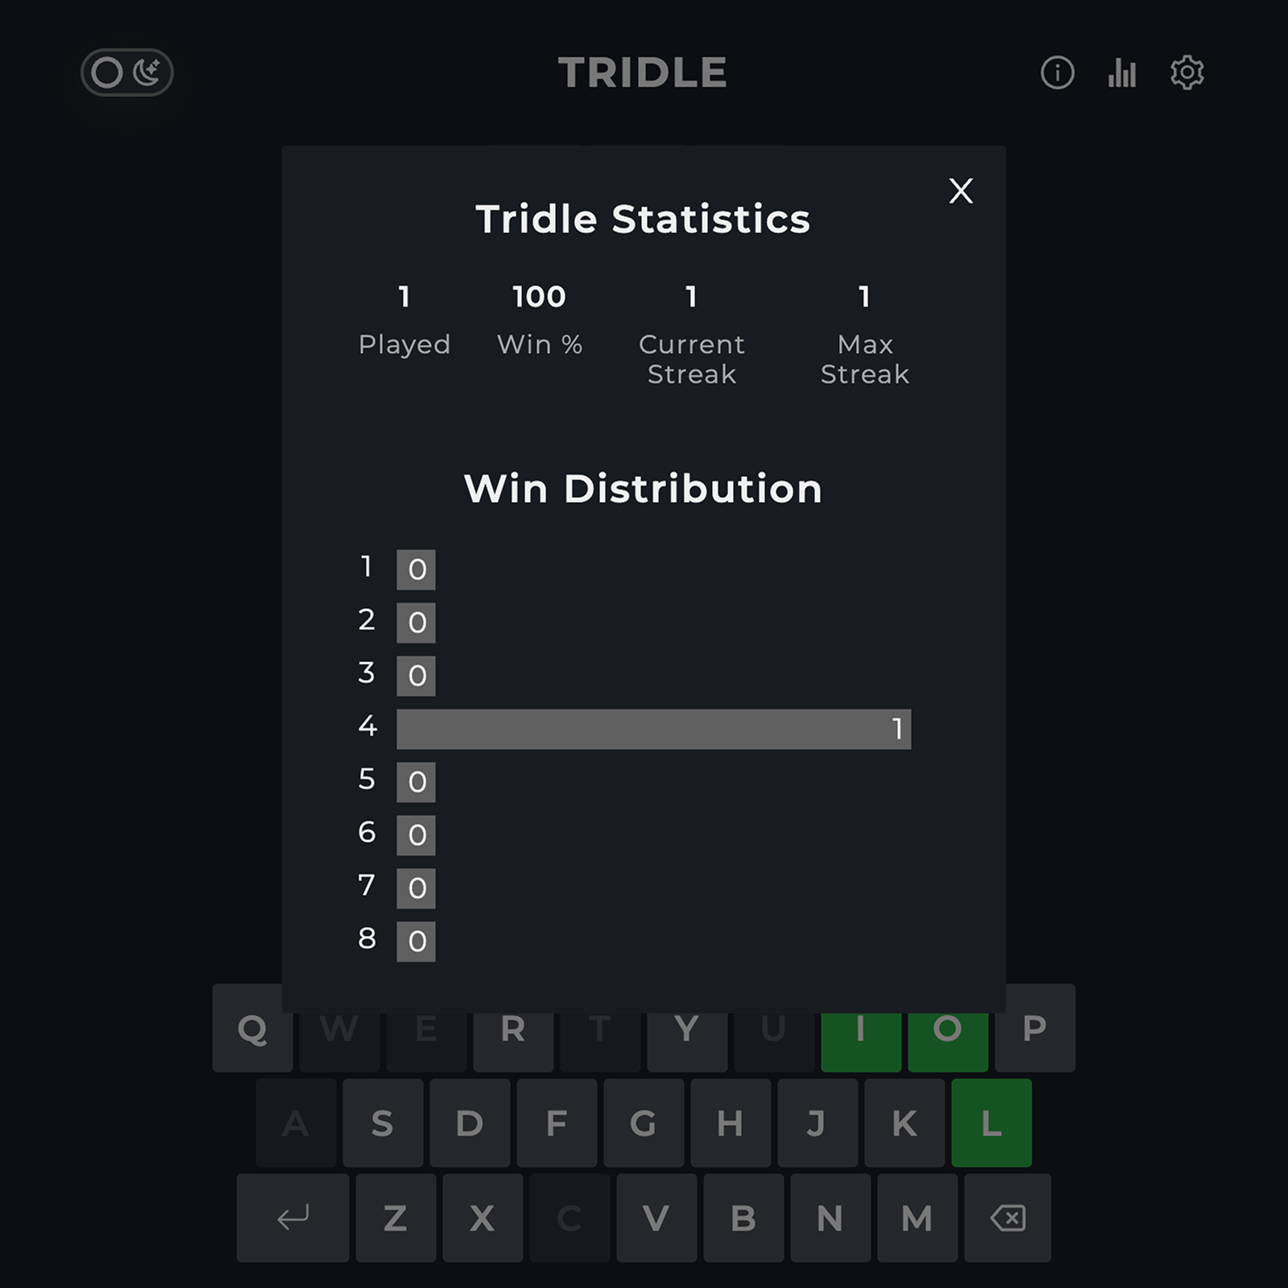 TRIDLE
X
Tridle Statistics
1 100 1 1
Played Win % Current Streak Max Streak
Win Distribution
1 0
2 0
3 0
4 1
5 0
6 0
7 0
8 0
Q W E R T Y U I O P
A S D F G H J K L
Z X C V B N M